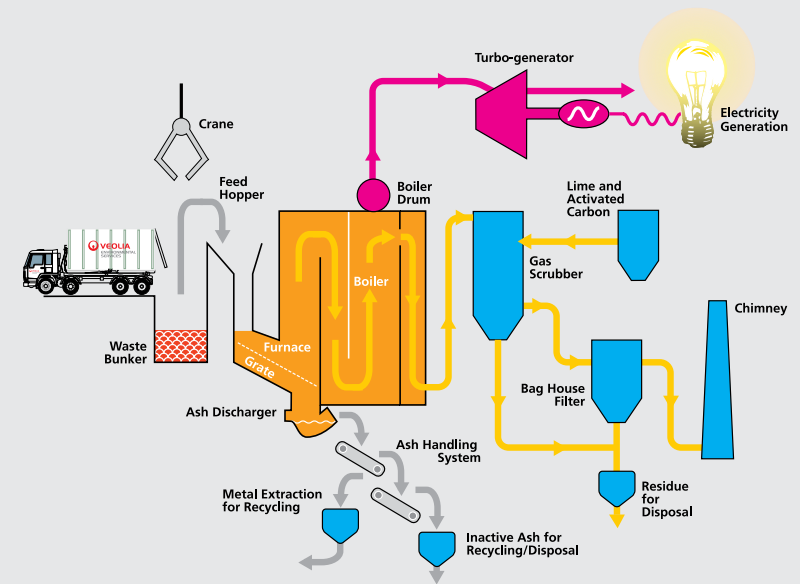 Turbo-generator
Electricity
Generation
Crane
Feed
Hopper
Boiler
Drum
Lime and
Activated
Carbon
VEOLIA
ENVIRONMENTAL
SERVICES
Gas
Scrubber
Boiler
Chimney
Waste
Bunker
Furnace
Grate
Bag House
Filter
Ash Discharger
Ash Handling
System
Metal Extraction
for Recycling
Residue
for
Disposal
Inactive Ash for
Recycling/Disposal